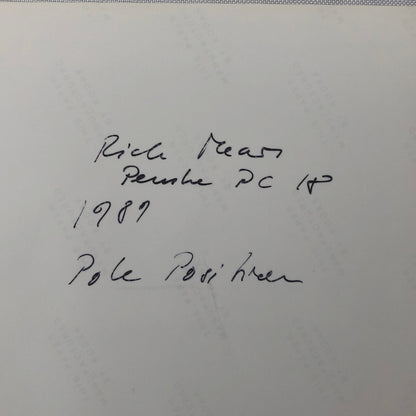 Rick Mears
Penske PC 18
1989
Pole Position